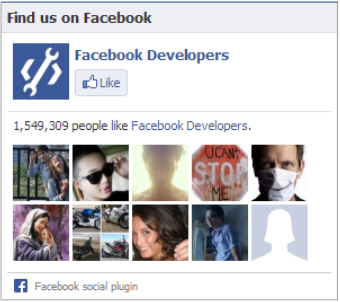 Find us on Facebook
Facebook Developers
Like
1,549,309 people like Facebook Developers.
U CAN'T
STOP
ME
Facebook social plugin